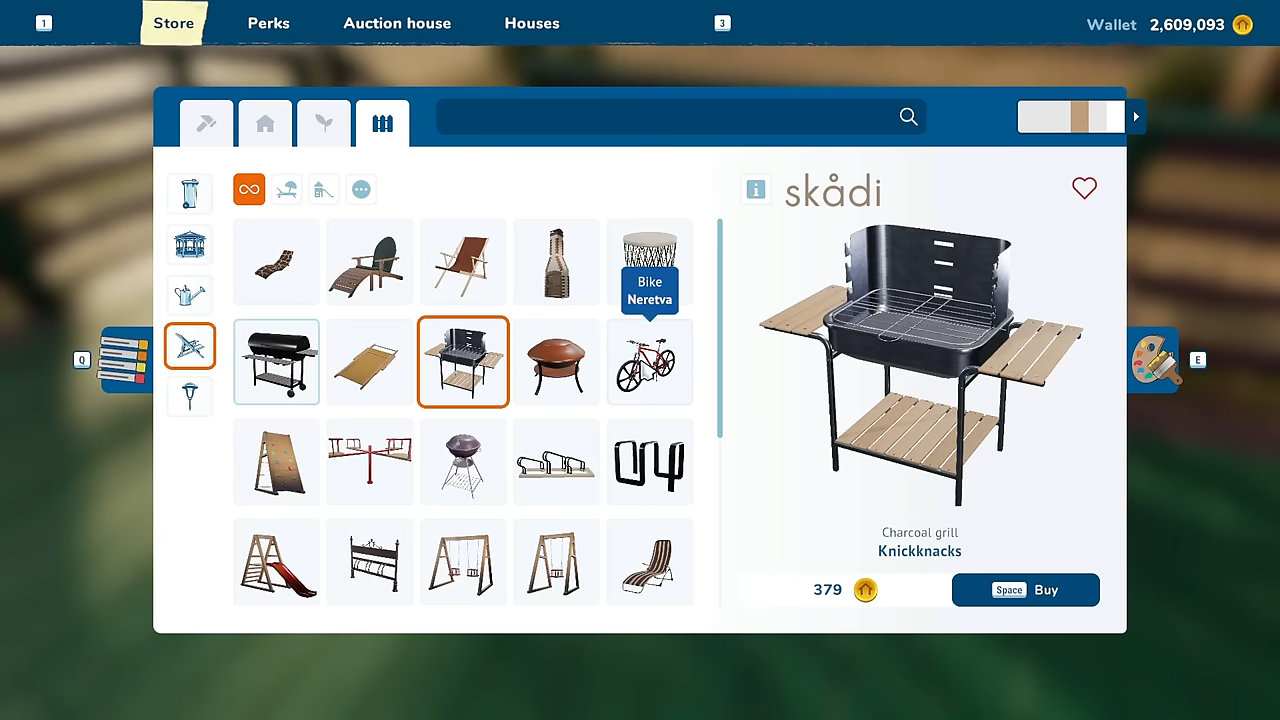 1
Store
Perks
Auction house
Houses
3
Wallet 2,609,093
skådi
Bike
Neretva
Q
E
Charcoal grill
Knickknacks
379
Space Buy